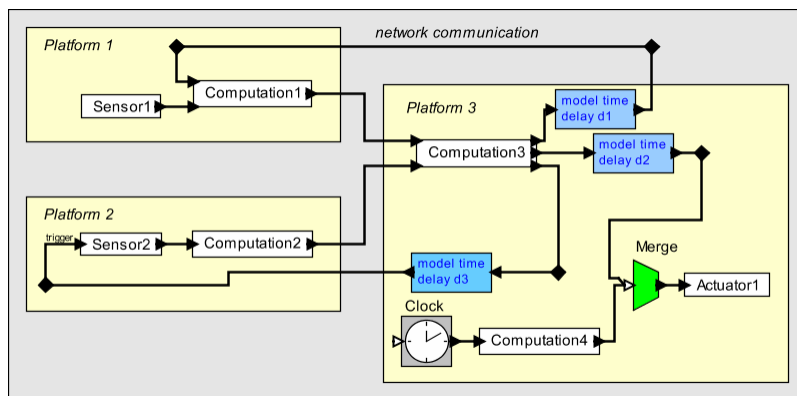 network communication
Platform 1
Computation1
Sensor1
Platform 3
model time
delay d1
Computation3
model time
delay d2
Platform 2
trigger
Sensor2
Computation2
model time
delay d3
Merge
Actuator1
Clock
Computation4